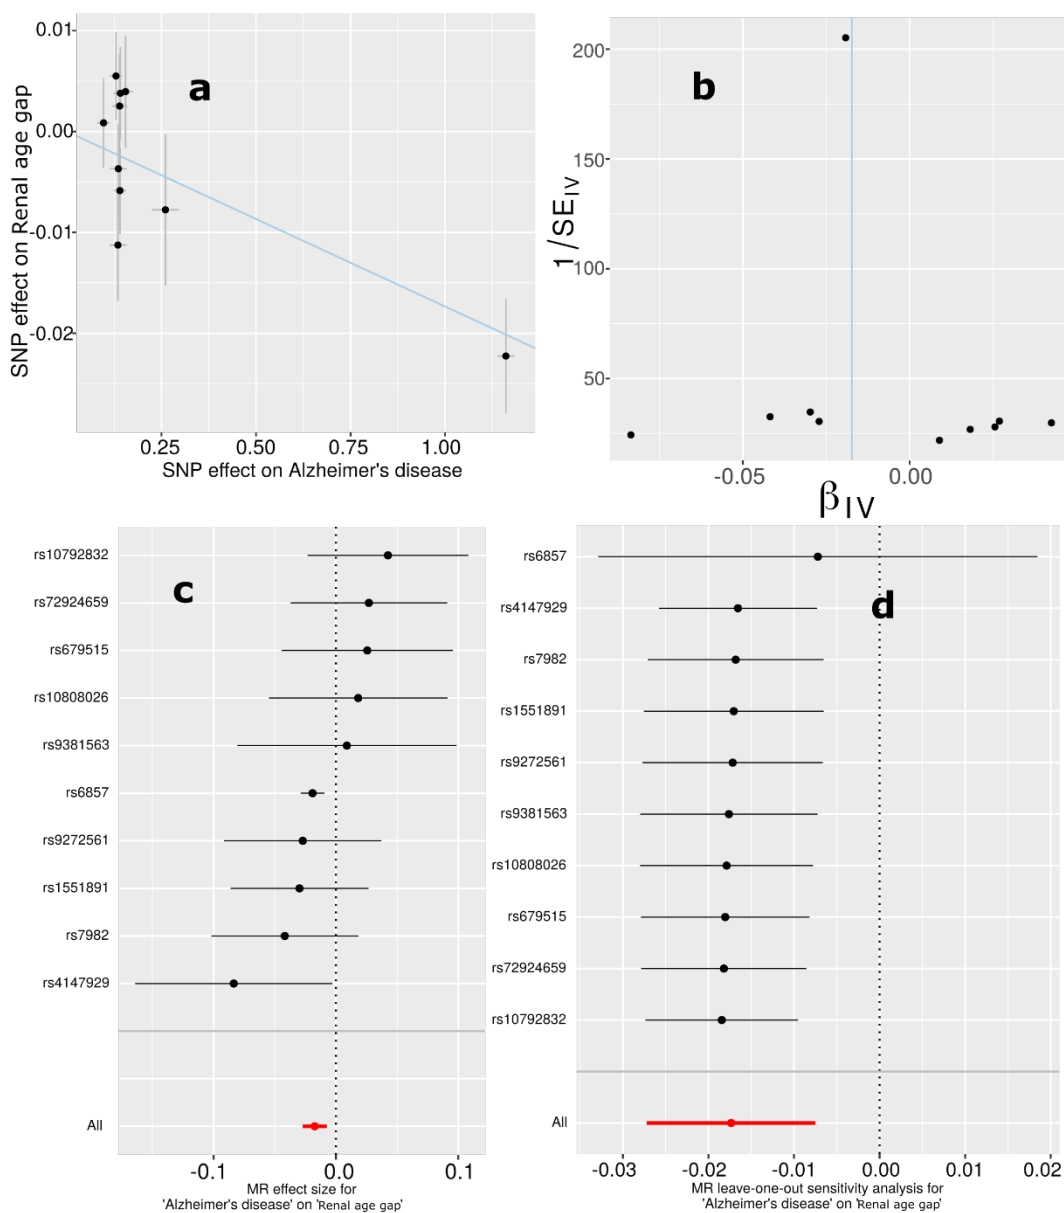 a
SNP effect on Renal age gap
0.01
0.00
-0.01
-0.02
0.25
0.50
0.75
1.00
SNP effect on Alzheimer's disease
b
1/SE_IV
200
150
100
50
-0.05
0.00
β_IV
c
rs10792832
rs72924659
rs679515
rs10808026
rs9381563
rs6857
rs9272561
rs1551891
rs7982
rs4147929
All
-0.1
0.0
0.1
MR effect size for
'Alzheimer's disease' on 'Renal age gap'
d
rs6857
rs4147929
rs7982
rs1551891
rs9272561
rs9381563
rs10808026
rs679515
rs72924659
rs10792832
All
-0.03
-0.02
-0.01
0.00
0.01
0.02
MR leave-one-out sensitivity analysis for
'Alzheimer's disease' on 'Renal age gap'